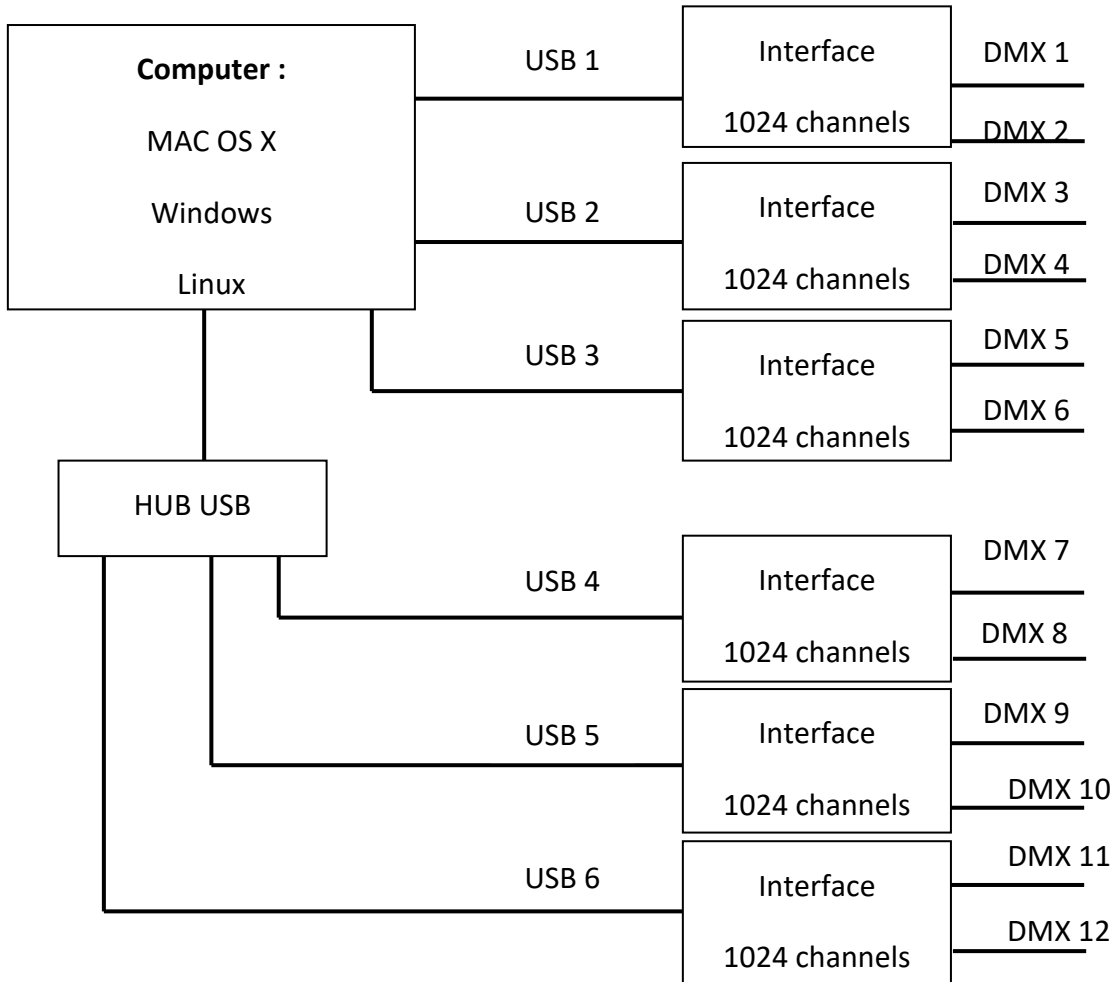 Computer :
MAC OS X
Windows
Linux
USB 1
Interface
1024 channels
DMX 1
DMX 2
USB 2
Interface
1024 channels
DMX 3
DMX 4
USB 3
Interface
1024 channels
DMX 5
DMX 6
HUB USB
USB 4
Interface
1024 channels
DMX 7
DMX 8
USB 5
Interface
1024 channels
DMX 9
DMX 10
USB 6
Interface
1024 channels
DMX 11
DMX 12